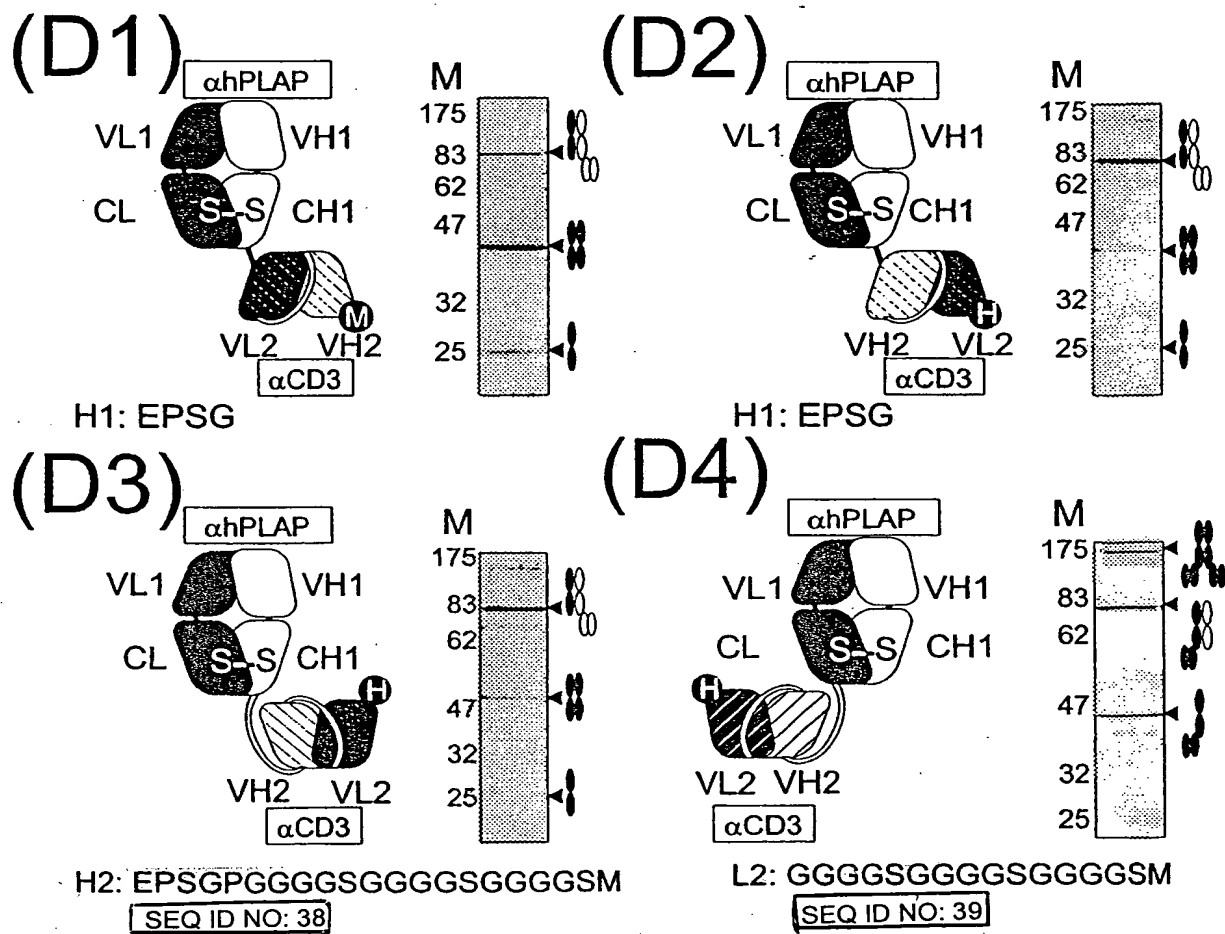 (D1)
αhPLAP
VL1
VH1
CL
S-S
CH1
M
VL2
VH2
αCD3
H1: EPSG
M
175
83
62
47
32
25
(D2)
αhPLAP
VL1
VH1
CL
S-S
CH1
H
VH2
VL2
αCD3
H1: EPSG
M
175
83
62
47
32
25
(D3)
αhPLAP
VL1
VH1
CL
S-S
CH1
H
VH2
VL2
αCD3
M
175
83
62
47
32
25
H2: EPSGPGGGGSGGGGSGGGGSM
SEQ ID NO: 38
(D4)
αhPLAP
VL1
VH1
CL
S-S
CH1
H
VL2
VH2
αCD3
M
175
83
62
47
32
25
L2: GGGGSGGGGSGGGGSM
SEQ ID NO: 39